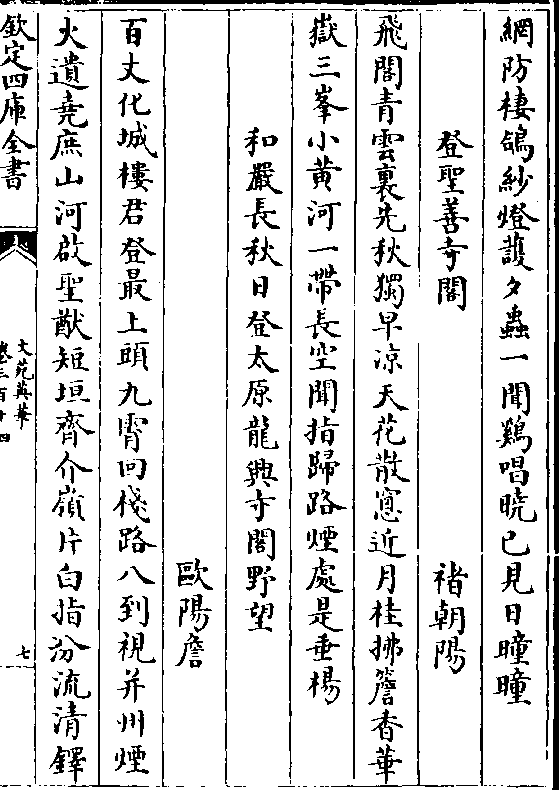 網防棲鴿紗燈護夕蟲一聞鷄唱曉已見日曈曈
登聖善寺閣 褚朝陽
飛閣青雲裏先秋獨早涼天花散窻近月桂拂簷香華
嶽三峯小黄河一帶長空聞指歸路煙處是垂楊
和嚴長秋日登太原龍興寺閣野望
歐陽詹
百丈化城樓君登最上頭九霄回棧路八到視并州煙
火遺堯庶山河啟聖猷短垣齊介嶺片白指汾流清鐸
欽定四庫全書
文苑英華
卷三百十四
七